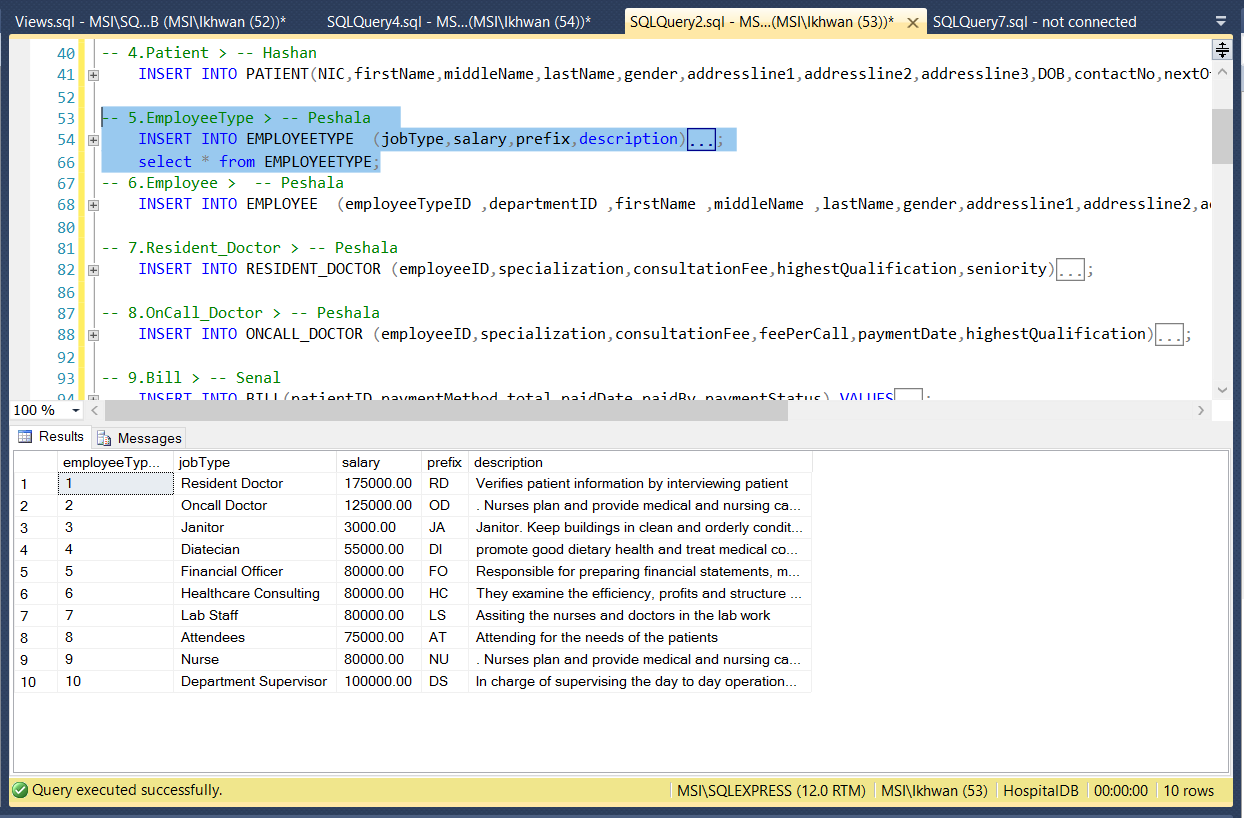 Views.sql - MSI\SQ...B (MSI\Ikhwan (52))* SQLQuery4.sql - MS...(MSI\Ikhwan (54))* SQLQuery2.sql - MS...(MSI\Ikhwan (53))* SQLQuery7.sql - not connected
40 -- 4.Patient > -- Hashan
41 INSERT INTO PATIENT(NIC,firstName,middleName,lastName,gender,addressline1,addressline2,addressline3,DOB,contactNo,nextO
52
53 -- 5.EmployeeType > -- Peshala
54 INSERT INTO EMPLOYEETYPE (jobType,salary,prefix,description)...;
66 select * from EMPLOYEETYPE;
67 -- 6.Employee > -- Peshala
68 INSERT INTO EMPLOYEE (employeeTypeID ,departmentID ,firstName ,middleName ,lastName,gender,addressline1,addressline2,a
80
81 -- 7.Resident_Doctor > -- Peshala
82 INSERT INTO RESIDENT_DOCTOR (employeeID,specialization,consultationFee,highestQualification,seniority)...;
86
87 -- 8.OnCall_Doctor > -- Peshala
88 INSERT INTO ONCALL_DOCTOR (employeeID,specialization,consultationFee,feePerCall,paymentDate,highestQualification)...;
92
93 -- 9.Bill > -- Senal
94 INSERT INTO BILL(patientID,paymentMethod,total,paidDate,paidBy,paymentStatus) VALUES ;
100 %
Results Messages
employeeTyp... jobType salary prefix description
1 1 Resident Doctor 175000.00 RD Verifies patient information by interviewing patient
2 2 Oncall Doctor 125000.00 OD . Nurses plan and provide medical and nursing ca...
3 3 Janitor 3000.00 JA Janitor. Keep buildings in clean and orderly condit...
4 4 Diatecian 55000.00 DI promote good dietary health and treat medical co...
5 5 Financial Officer 80000.00 FO Responsible for preparing financial statements, m...
6 6 Healthcare Consulting 80000.00 HC They examine the efficiency, profits and structure ...
7 7 Lab Staff 80000.00 LS Assiting the nurses and doctors in the lab work
8 8 Attendees 75000.00 AT Attending for the needs of the patients
9 9 Nurse 80000.00 NU . Nurses plan and provide medical and nursing ca...
10 10 Department Supervisor 100000.00 DS In charge of supervising the day to day operation...
Query executed successfully. MSI\SQLEXPRESS (12.0 RTM) MSI\Ikhwan (53) HospitalDB 00:00:00 10 rows